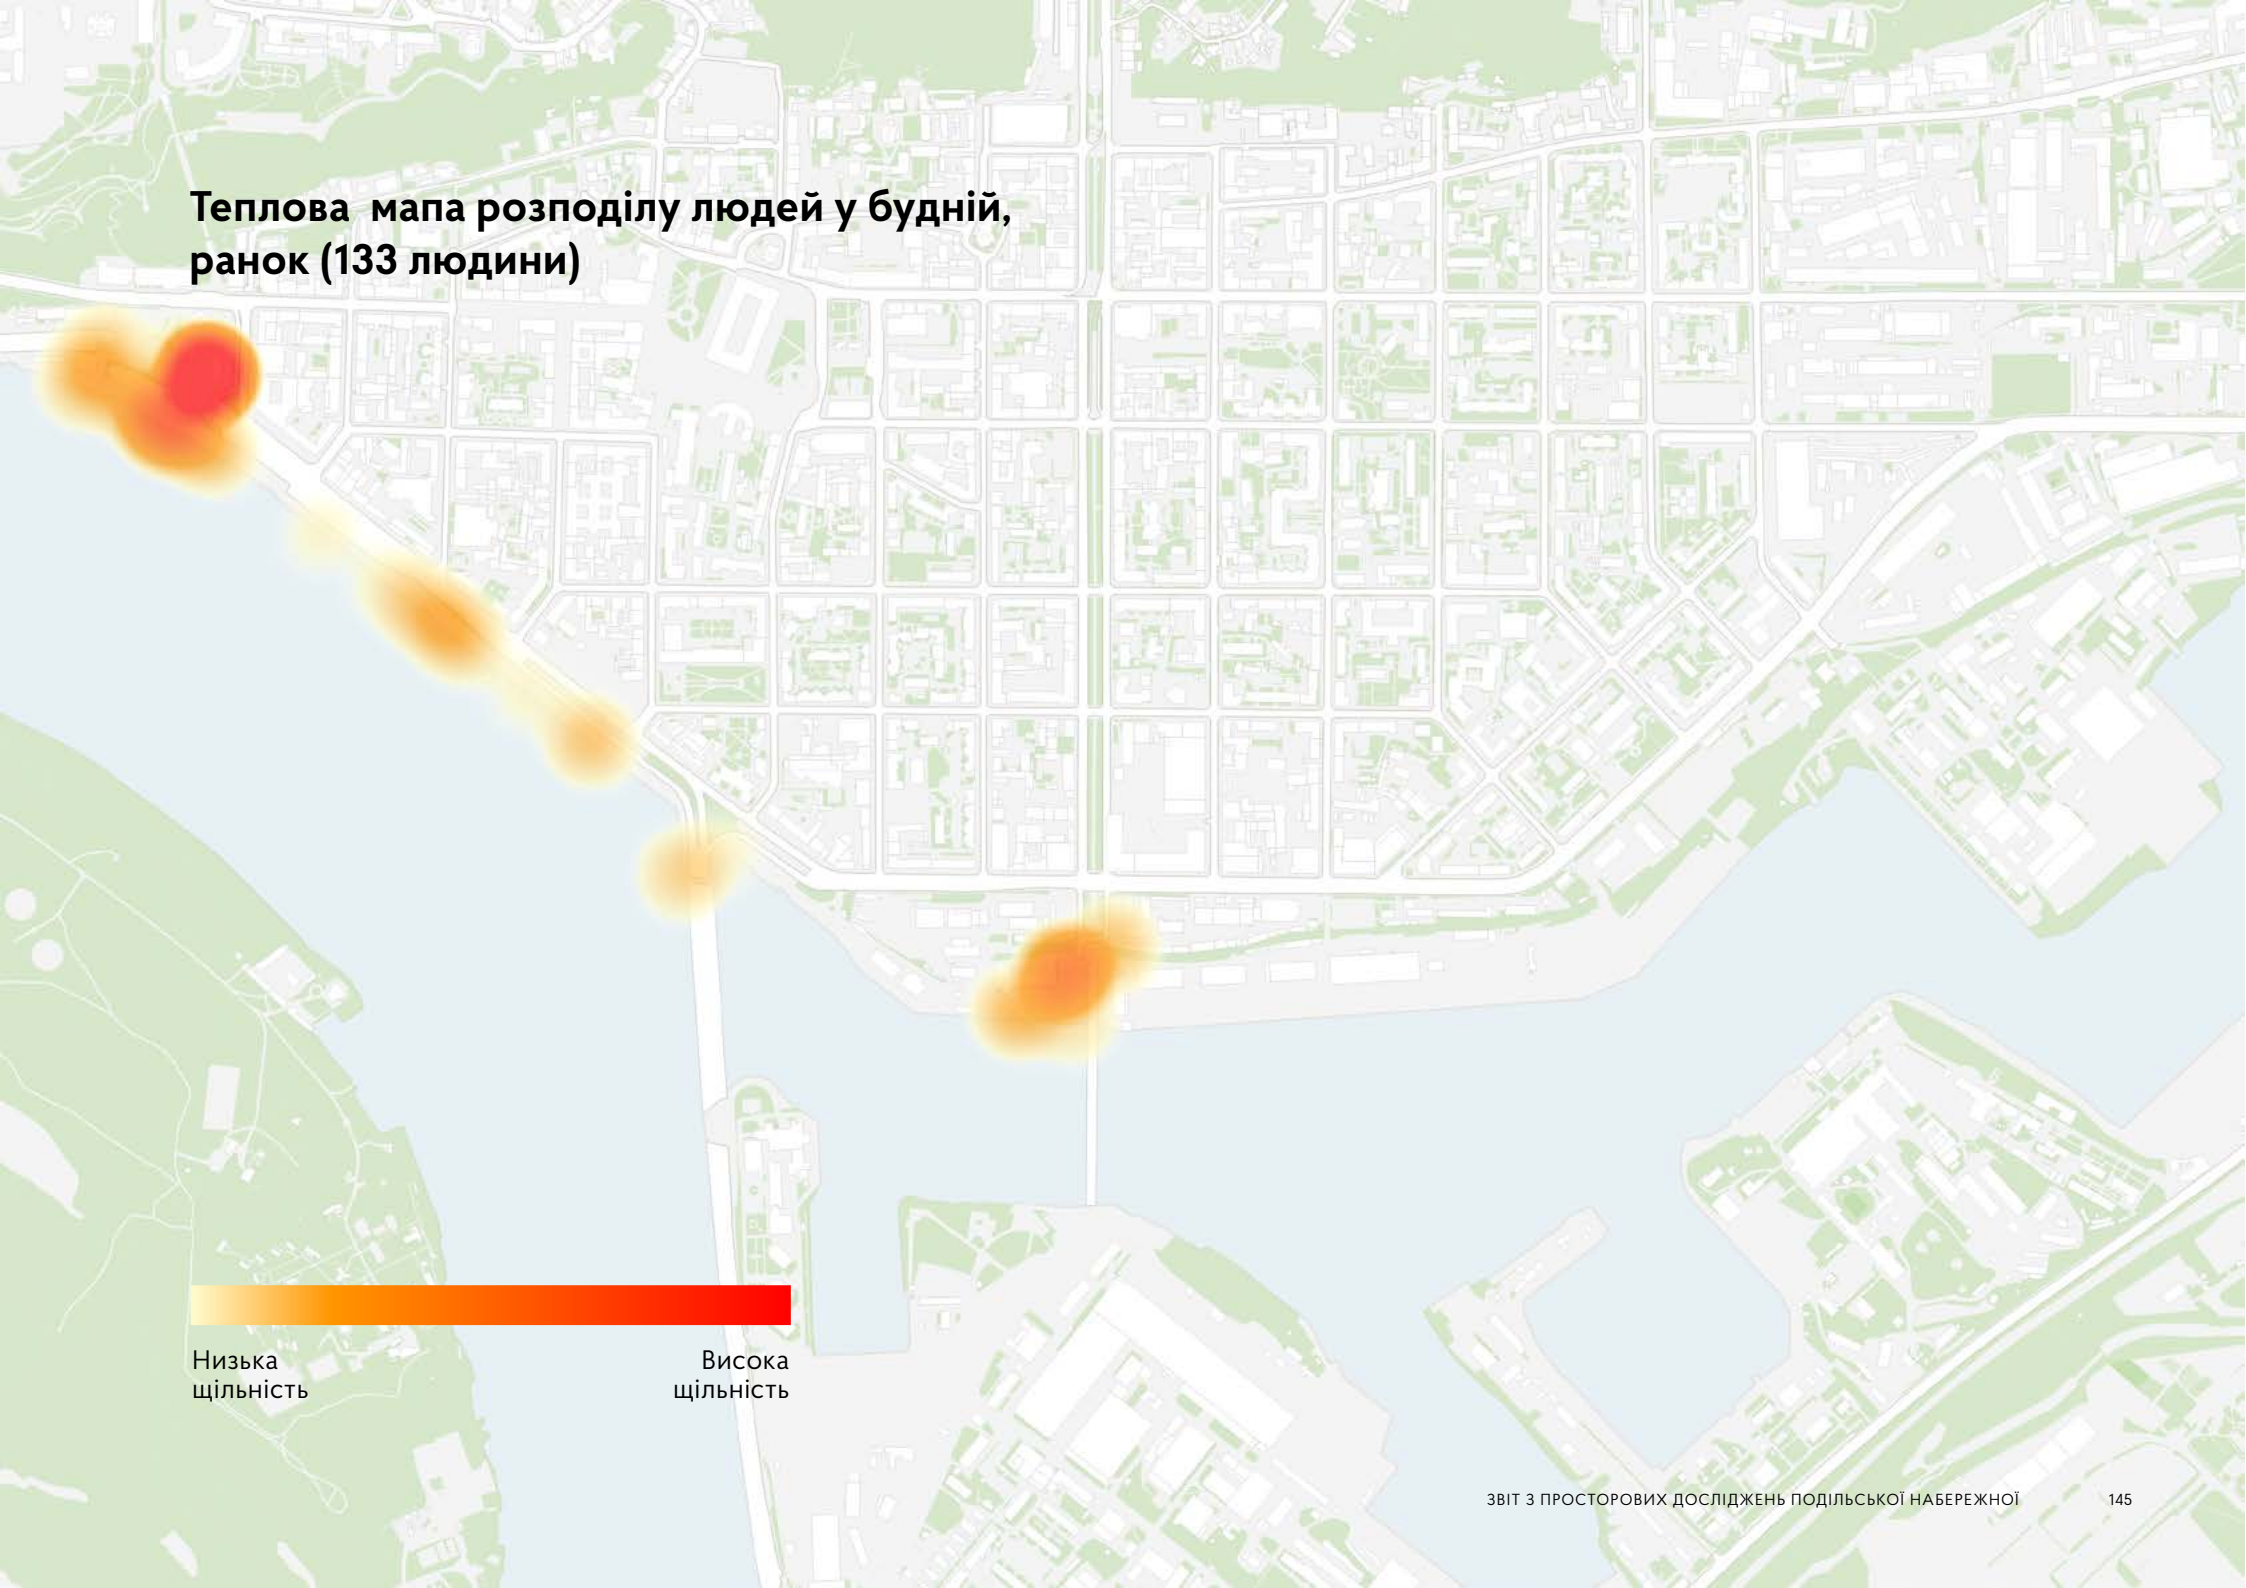 Теплова мапа розподілу людей у будній,
ранок (133 людини)
Низька
щільність
Висока
щільність
ЗВІТ З ПРОСТОРОВИХ ДОСЛІДЖЕНЬ ПОДІЛЬСЬКОЇ НАБЕРЕЖНОЇ 145